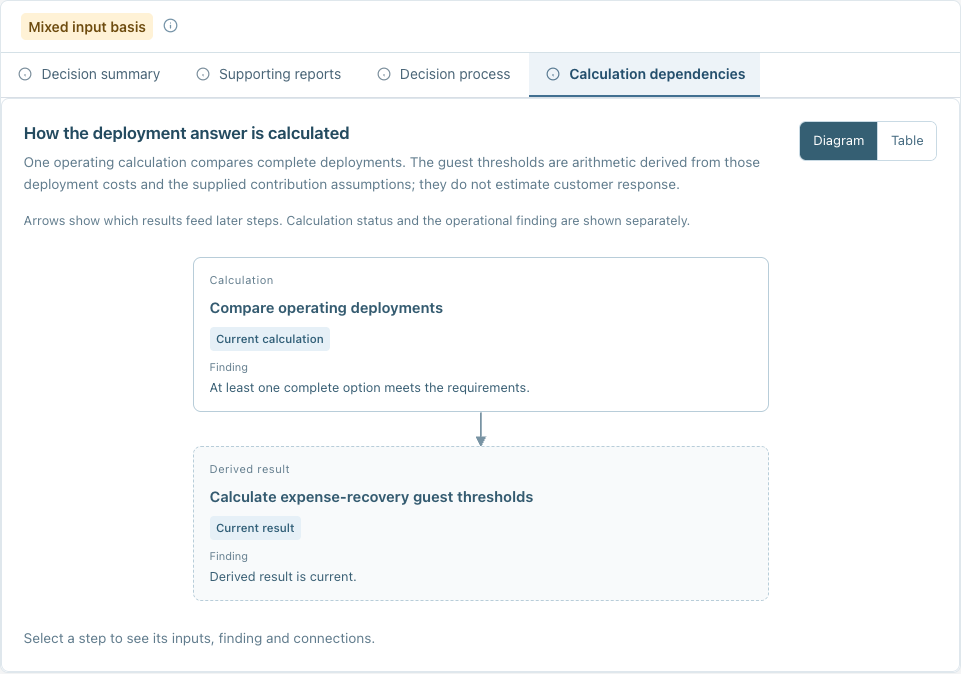 Mixed input basis
Decision summary
Supporting reports
Decision process
Calculation dependencies
How the deployment answer is calculated
Diagram
Table
One operating calculation compares complete deployments. The guest thresholds are arithmetic derived from those
deployment costs and the supplied contribution assumptions; they do not estimate customer response.
Arrows show which results feed later steps. Calculation status and the operational finding are shown separately.
Calculation
Compare operating deployments
Current calculation
Finding
At least one complete option meets the requirements.
Derived result
Calculate expense-recovery guest thresholds
Current result
Finding
Derived result is current.
Select a step to see its inputs, finding and connections.